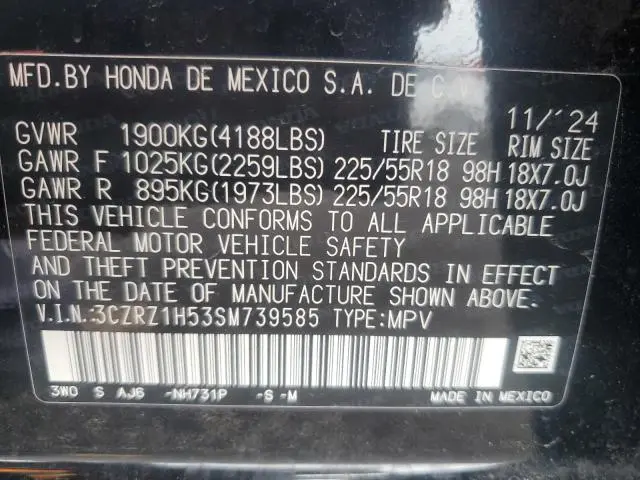 MFD.BY HONDA DE MEXICO S.A. DE C.V.
11/'24
GVWR 1900KG(4188LBS) TIRE SIZE RIM SIZE
GAWR F 1025KG(2259LBS) 225/55R18 98H 18X7.0J
GAWR R 895KG(1973LBS) 225/55R18 98H 18X7.0J
THIS VEHICLE CONFORMS TO ALL APPLICABLE
FEDERAL MOTOR VEHICLE SAFETY
AND THEFT PREVENTION STANDARDS IN EFFECT
ON THE DATE OF MANUFACTURE SHOWN ABOVE.
V.I.N.:3CZRZ1H53SM739585 TYPE:MPV
3W0 S AJ6 -NH731P -S -M MADE IN MEXICO